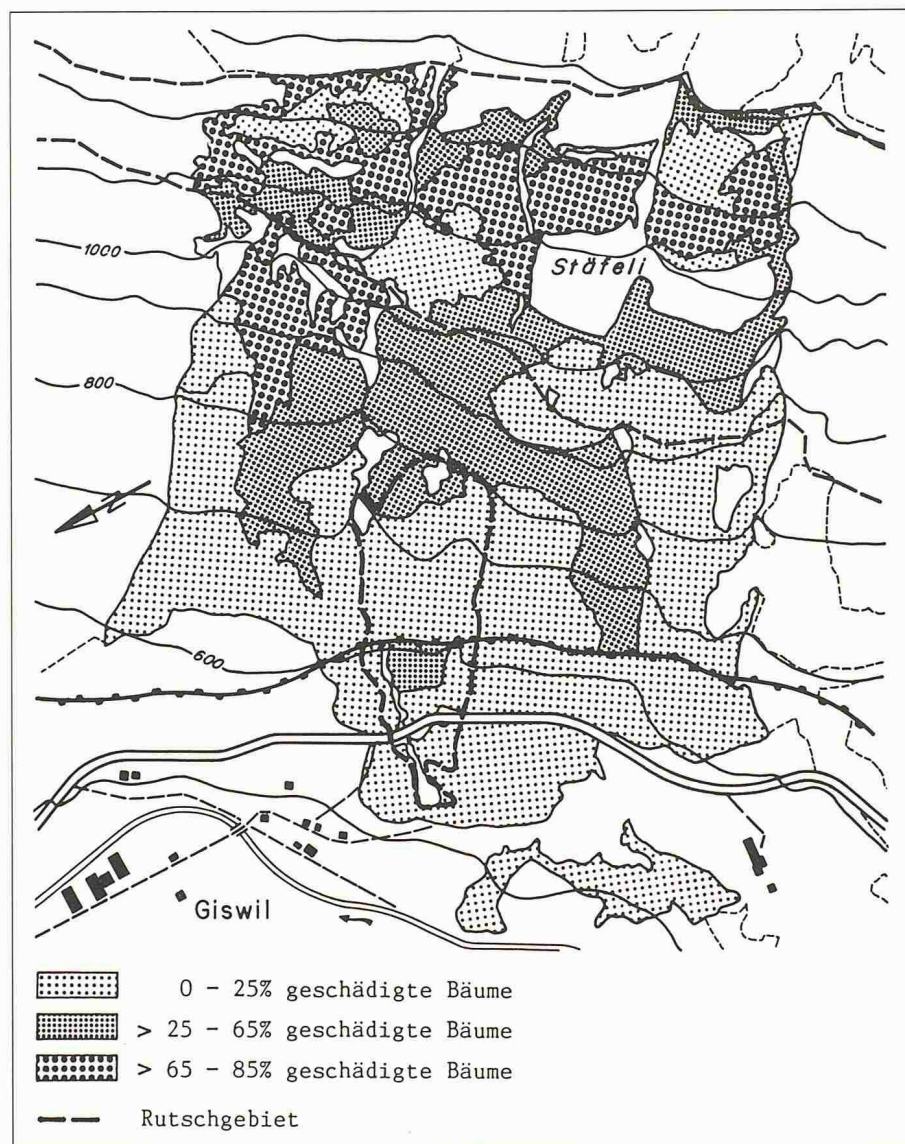 1000
Stäfeli
800
N
600
Giswil
0 - 25% geschädigte Bäume
> 25 - 65% geschädigte Bäume
> 65 - 85% geschädigte Bäume
Rutschgebiet